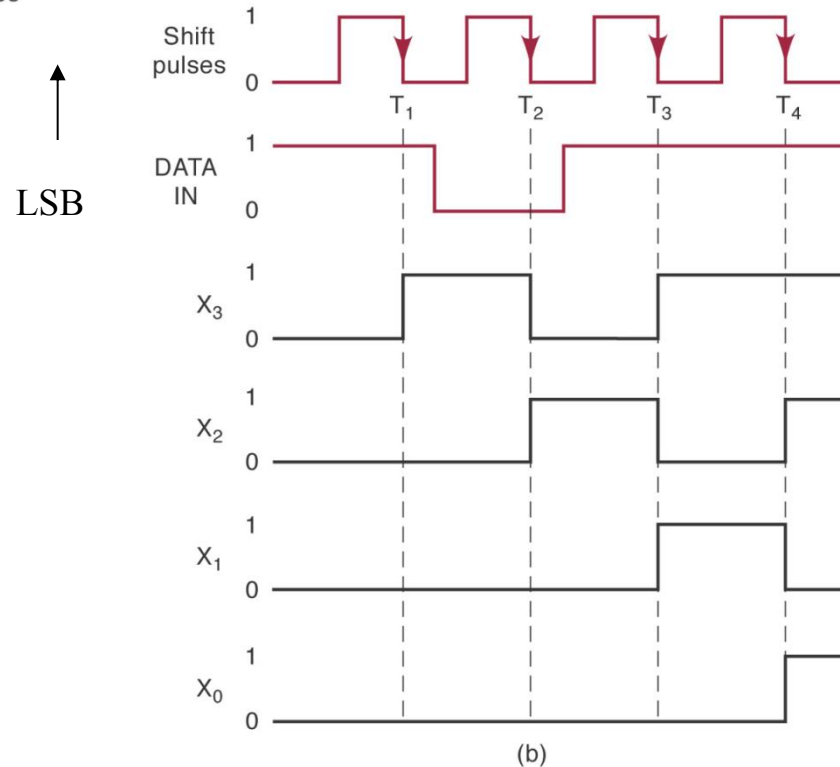 1
Shift
pulses
0
T₁ T₂ T₃ T₄
1
DATA
IN
0
LSB
1
X₃
0
1
X₂
0
1
X₁
0
1
X₀
0
(b)